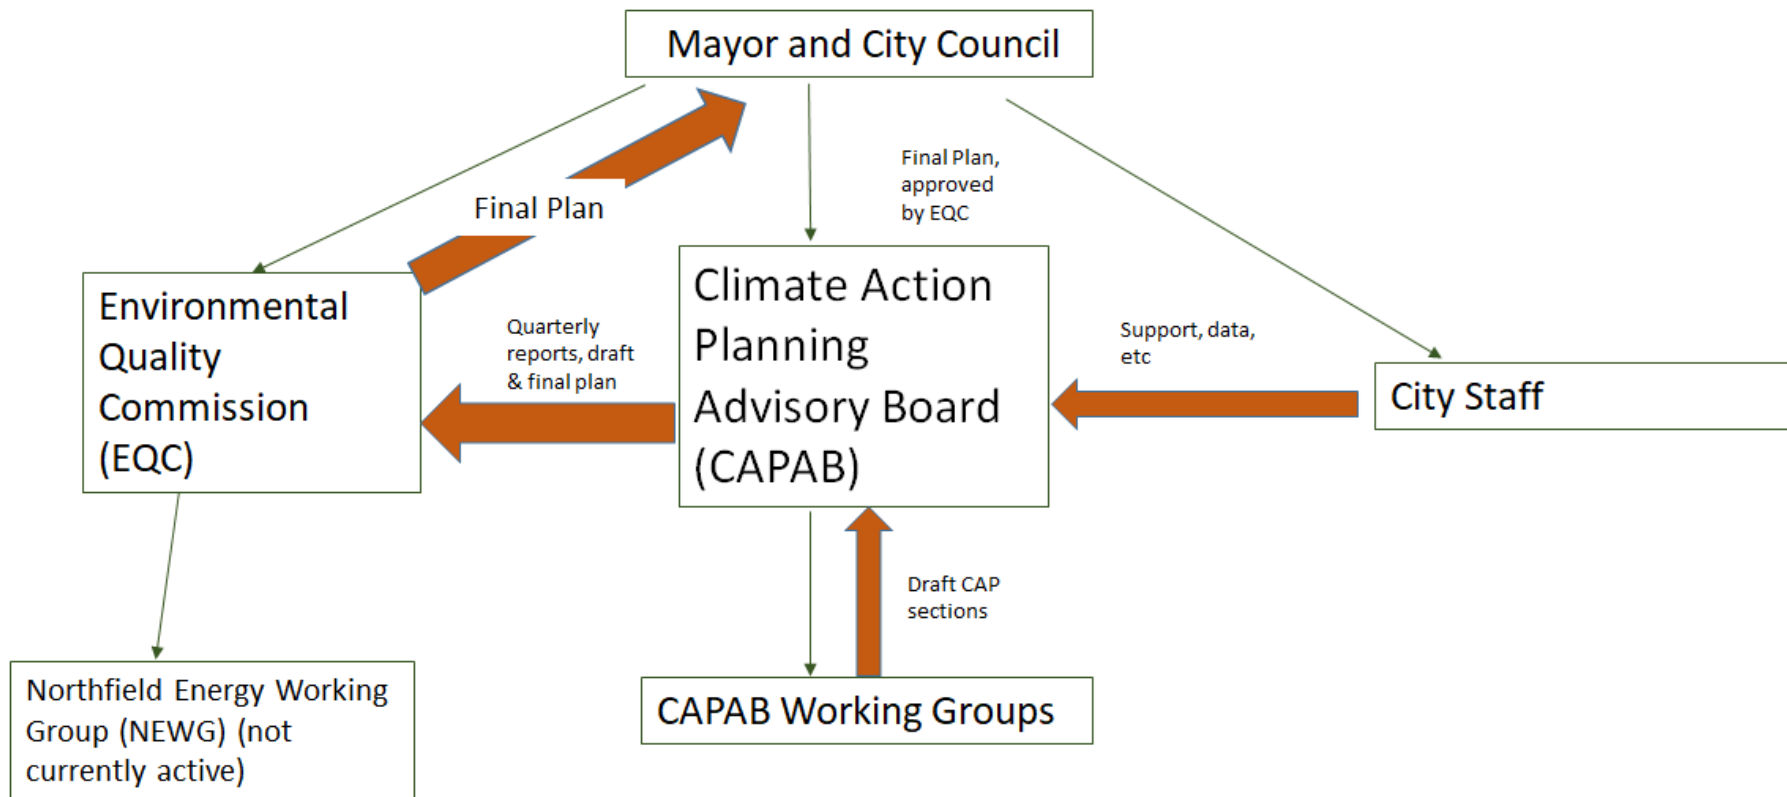 Mayor and City Council
Final Plan,
approved
by EQC
Final Plan
Environmental
Quality
Commission
(EQC)
Quarterly
reports, draft
& final plan
Climate Action
Planning
Advisory Board
(CAPAB)
Support, data,
etc
City Staff
Draft CAP
sections
Northfield Energy Working
Group (NEWG) (not
currently active)
CAPAB Working Groups